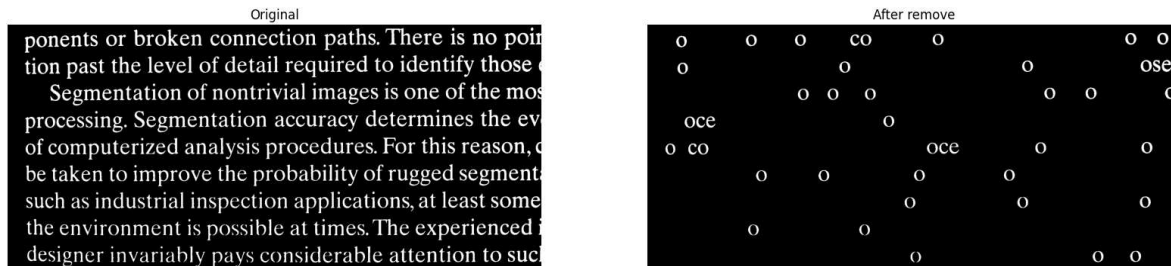 Original
ponents or broken connection paths. There is no poin
tion past the level of detail required to identify those
Segmentation of nontrivial images is one of the mos
processing. Segmentation accuracy determines the eve
of computerized analysis procedures. For this reason,
be taken to improve the probability of rugged segment
such as industrial inspection applications, at least some
the environment is possible at times. The experienced
designer invariably pays considerable attention to such
After remove
o o o co o o o
o o o ose
o o o o o
oce o
o co oce o o
o o o o
o o o
o o
o o o